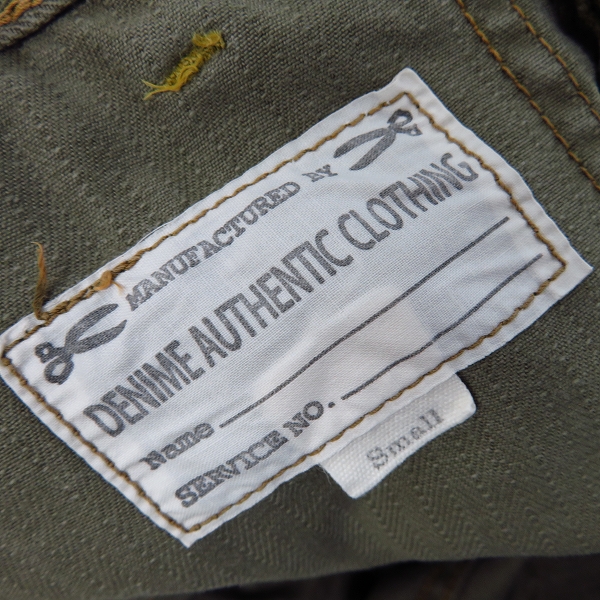 MANUFACTURED BY
DENIME AUTHENTIC CLOTHING
Name
SERVICE NO.
Small